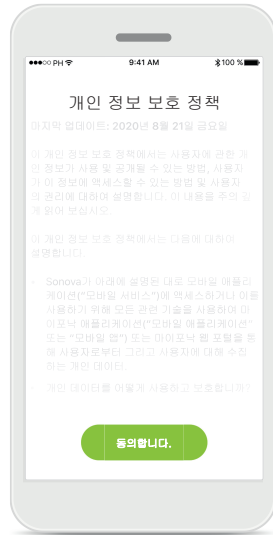 ●●●○○ PH 9:41 AM 100 %
개인 정보 보호 정책
마지막 업데이트: 2020년 8월 21일 금요일
이 개인 정보 보호 정책에서는 사용자에 관한 개
인 정보가 사용 및 공개될 수 있는 방법, 사용자
가 이 정보에 액세스할 수 있는 방법 및 사용자
의 권리에 대하여 설명합니다. 이 내용을 주의 깊
게 읽어 보십시오.
이 개인 정보 보호 정책에서는 다음에 대하여
설명합니다.
- Sonova가 아래에 설명된 대로 모바일 애플리
케이션("모바일 서비스")에 액세스하거나 이를
사용하기 위해 모든 관련 기술을 사용하여 마
이포낙 애플리케이션("모바일 애플리케이션"
또는 "모바일 앱") 또는 마이포낙 웹 포털을 통
해 사용자로부터 그리고 사용자에 대해 수집
하는 개인 데이터.
- 개인 데이터를 어떻게 사용하고 보호합니까?
동의합니다.